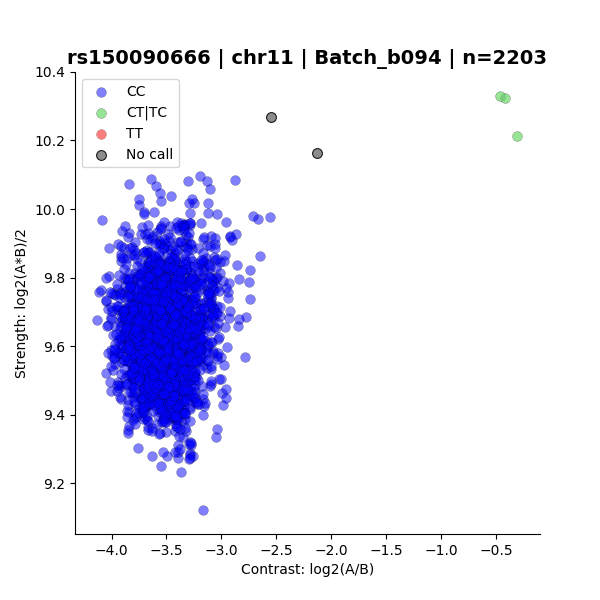 rs150090666 | chr11 | Batch_b094 | n=2203
CC
CT|TC
TT
No call
Strength: log2(A*B)/2
10.4
10.2
10.0
9.8
9.6
9.4
9.2
−4.0 −3.5 −3.0 −2.5 −2.0 −1.5 −1.0 −0.5
Contrast: log2(A/B)